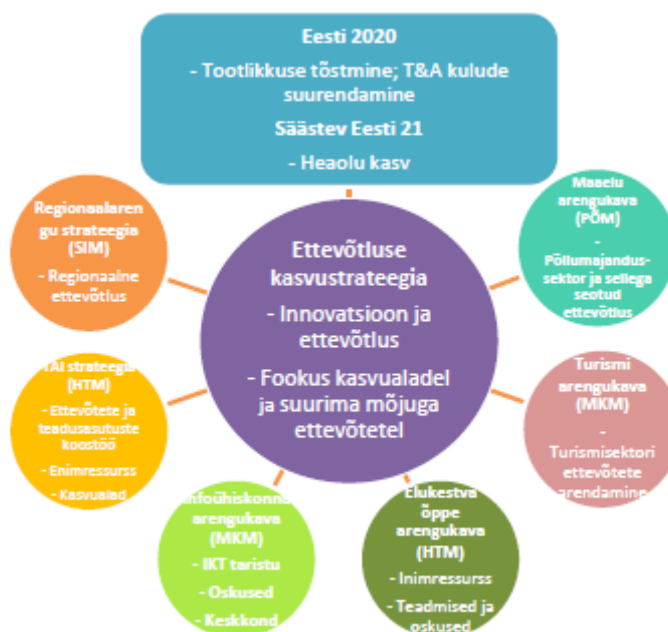 Eesti 2020
- Tootlikkuse tõstmine; T&A kulude
suurendamine
Säästev Eesti 21
- Heaolu kasv
Regionaalaren
gu strateegia
(SIM)
- Regionaalne
ettevõtlus
Ettevõtluse
kasvustrateegia
- Innovatsioon ja
ettevõtlus
- Fookus kasvualadel
ja suurima mõjuga
ettevõtetel
Maaelu
arengukava
(PÕM)
-
Põllumajandus-
sektor ja sellega
seotud
ettevõtlus
TAI strateegia
(HTM)
- Ettevõtete ja
teadusasutuste
koostöö
- Enimressurss
- Kasvualad
Turismi
arengukava
(MKM)
-
Turismisektori
ettevõtete
arendamine
Infoühiskonna
arengukava
(MKM)
- IKT taristu
- Oskused
- Keskkond
Elukestva
õppe
arengukava
(HTM)
- Inimressurss
- Teadmised ja
oskused